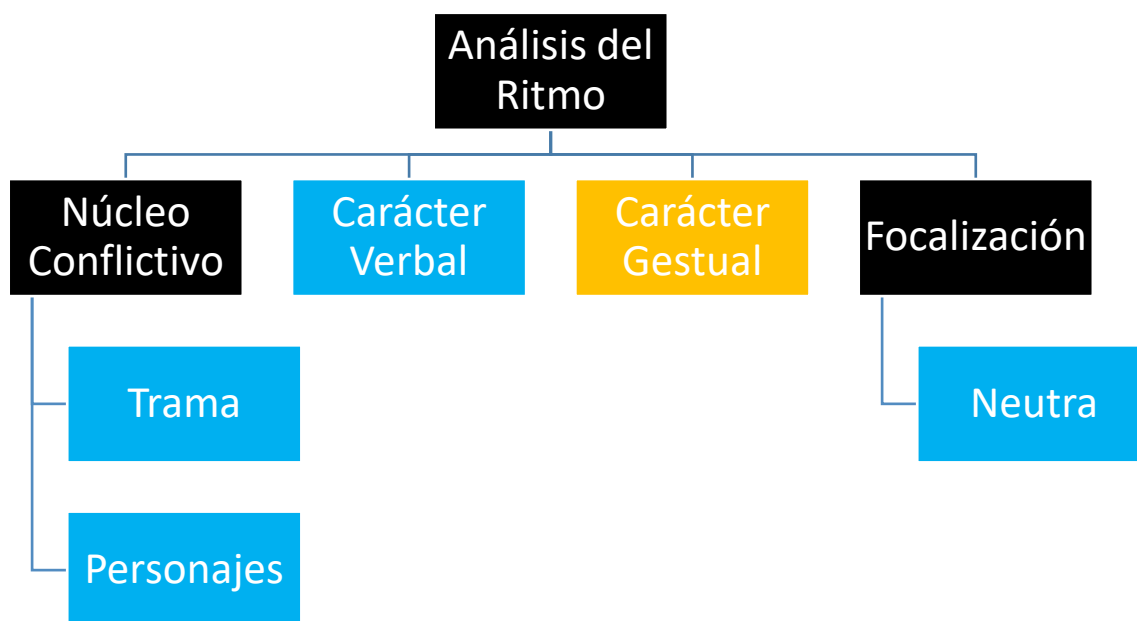 Análisis del
Ritmo
Núcleo
Conflictivo
Carácter
Verbal
Carácter
Gestual
Focalización
Trama
Neutra
Personajes